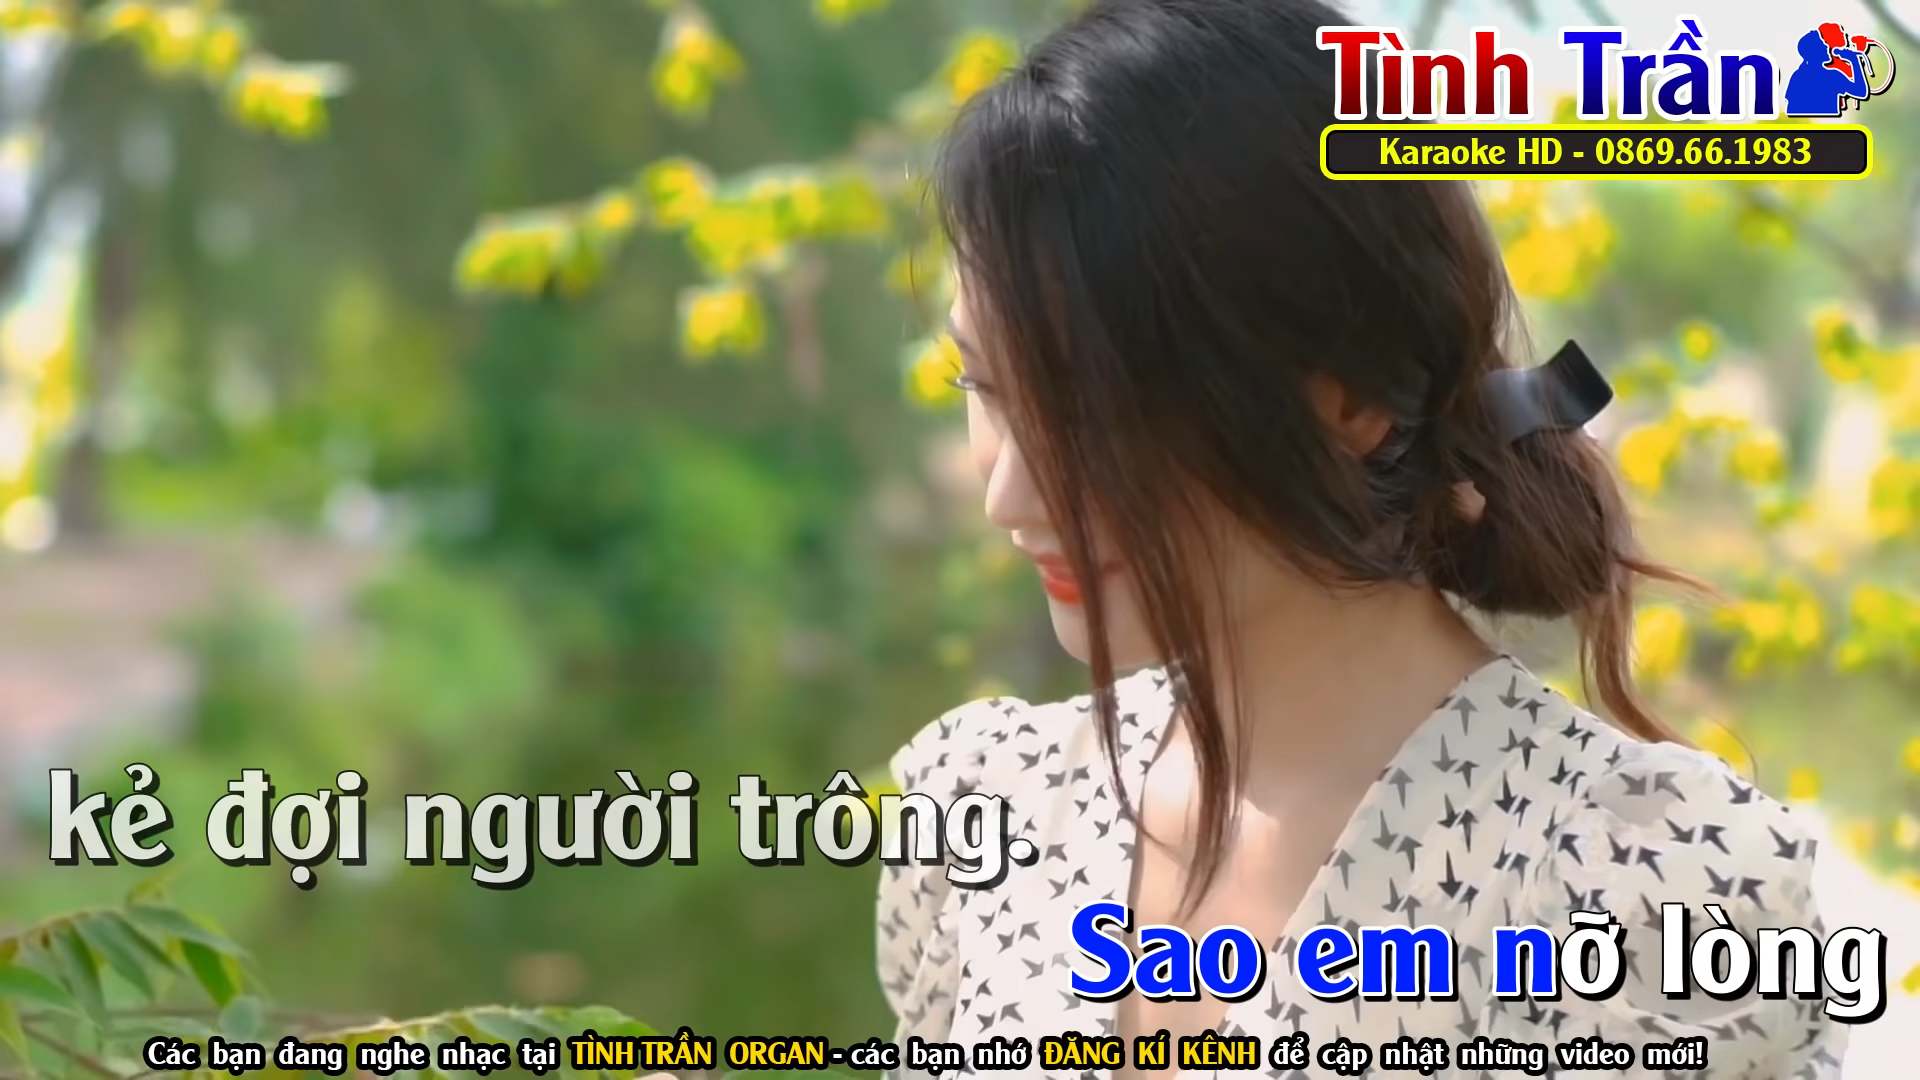 Tình Trần
Karaoke HD - 0869.66.1983
kẻ đợi người trông.
Sao em nỡ lòng
Các bạn đang nghe nhạc tại TÌNH TRẦN ORGAN - các bạn nhớ ĐĂNG KÍ KÊNH để cập nhật những video mới!